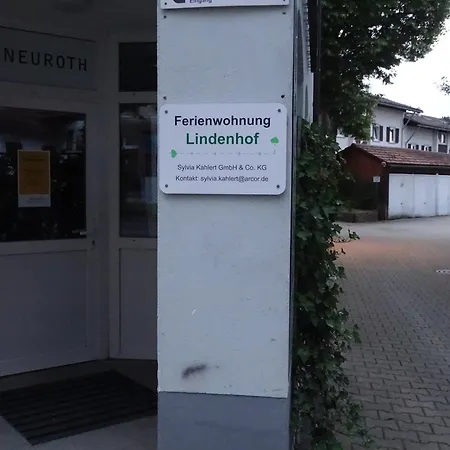 Eingang
NEUROTH
Ferienwohnung
Lindenhof
Sylvia Kahlert GmbH & Co. KG
Kontakt: sylvia.kahlert@arcor.de